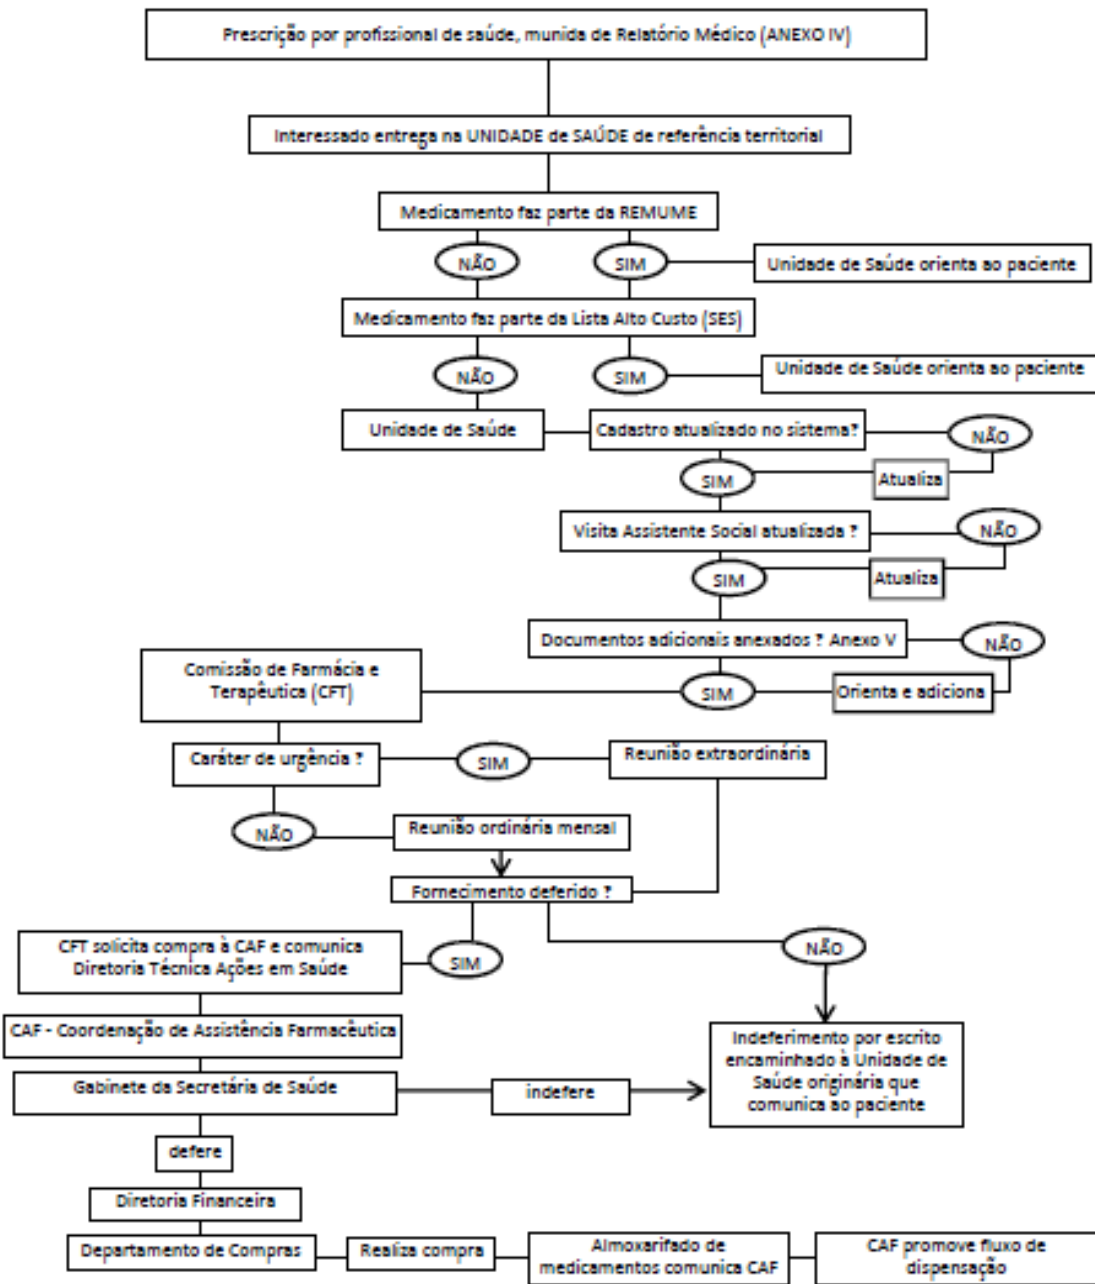 Prescrição por profissional de saúde, munida de Relatório Médico (ANEXO IV)
Interessado entrega na UNIDADE de SAÚDE de referência territorial
Medicamento faz parte da REMUME
NÃO
SIM
Unidade de Saúde orienta ao paciente
Medicamento faz parte da Lista Alto Custo (SES)
NÃO
SIM
Unidade de Saúde orienta ao paciente
Unidade de Saúde
Cadastro atualizado no sistema?
NÃO
SIM
Atualiza
Visita Assistente Social atualizada ?
NÃO
SIM
Atualiza
Documentos adicionais anexados ? Anexo V
NÃO
Comissão de Farmácia e
Terapêutica (CFT)
SIM
Orienta e adiciona
Caráter de urgência ?
SIM
Reunião extraordinária
NÃO
Reunião ordinária mensal
Fornecimento deferido ?
CFT solicita compra à CAF e comunica
Diretoria Técnica Ações em Saúde
SIM
NÃO
CAF - Coordenação de Assistência Farmacêutica
Indeferimento por escrito
encaminhado à Unidade de
Saúde originária que
comunica ao paciente
Gabinete da Secretária de Saúde
indefere
defere
Diretoria Financeira
Departamento de Compras
Realiza compra
Almoxarifado de
medicamentos comunica CAF
CAF promove fluxo de
dispensação